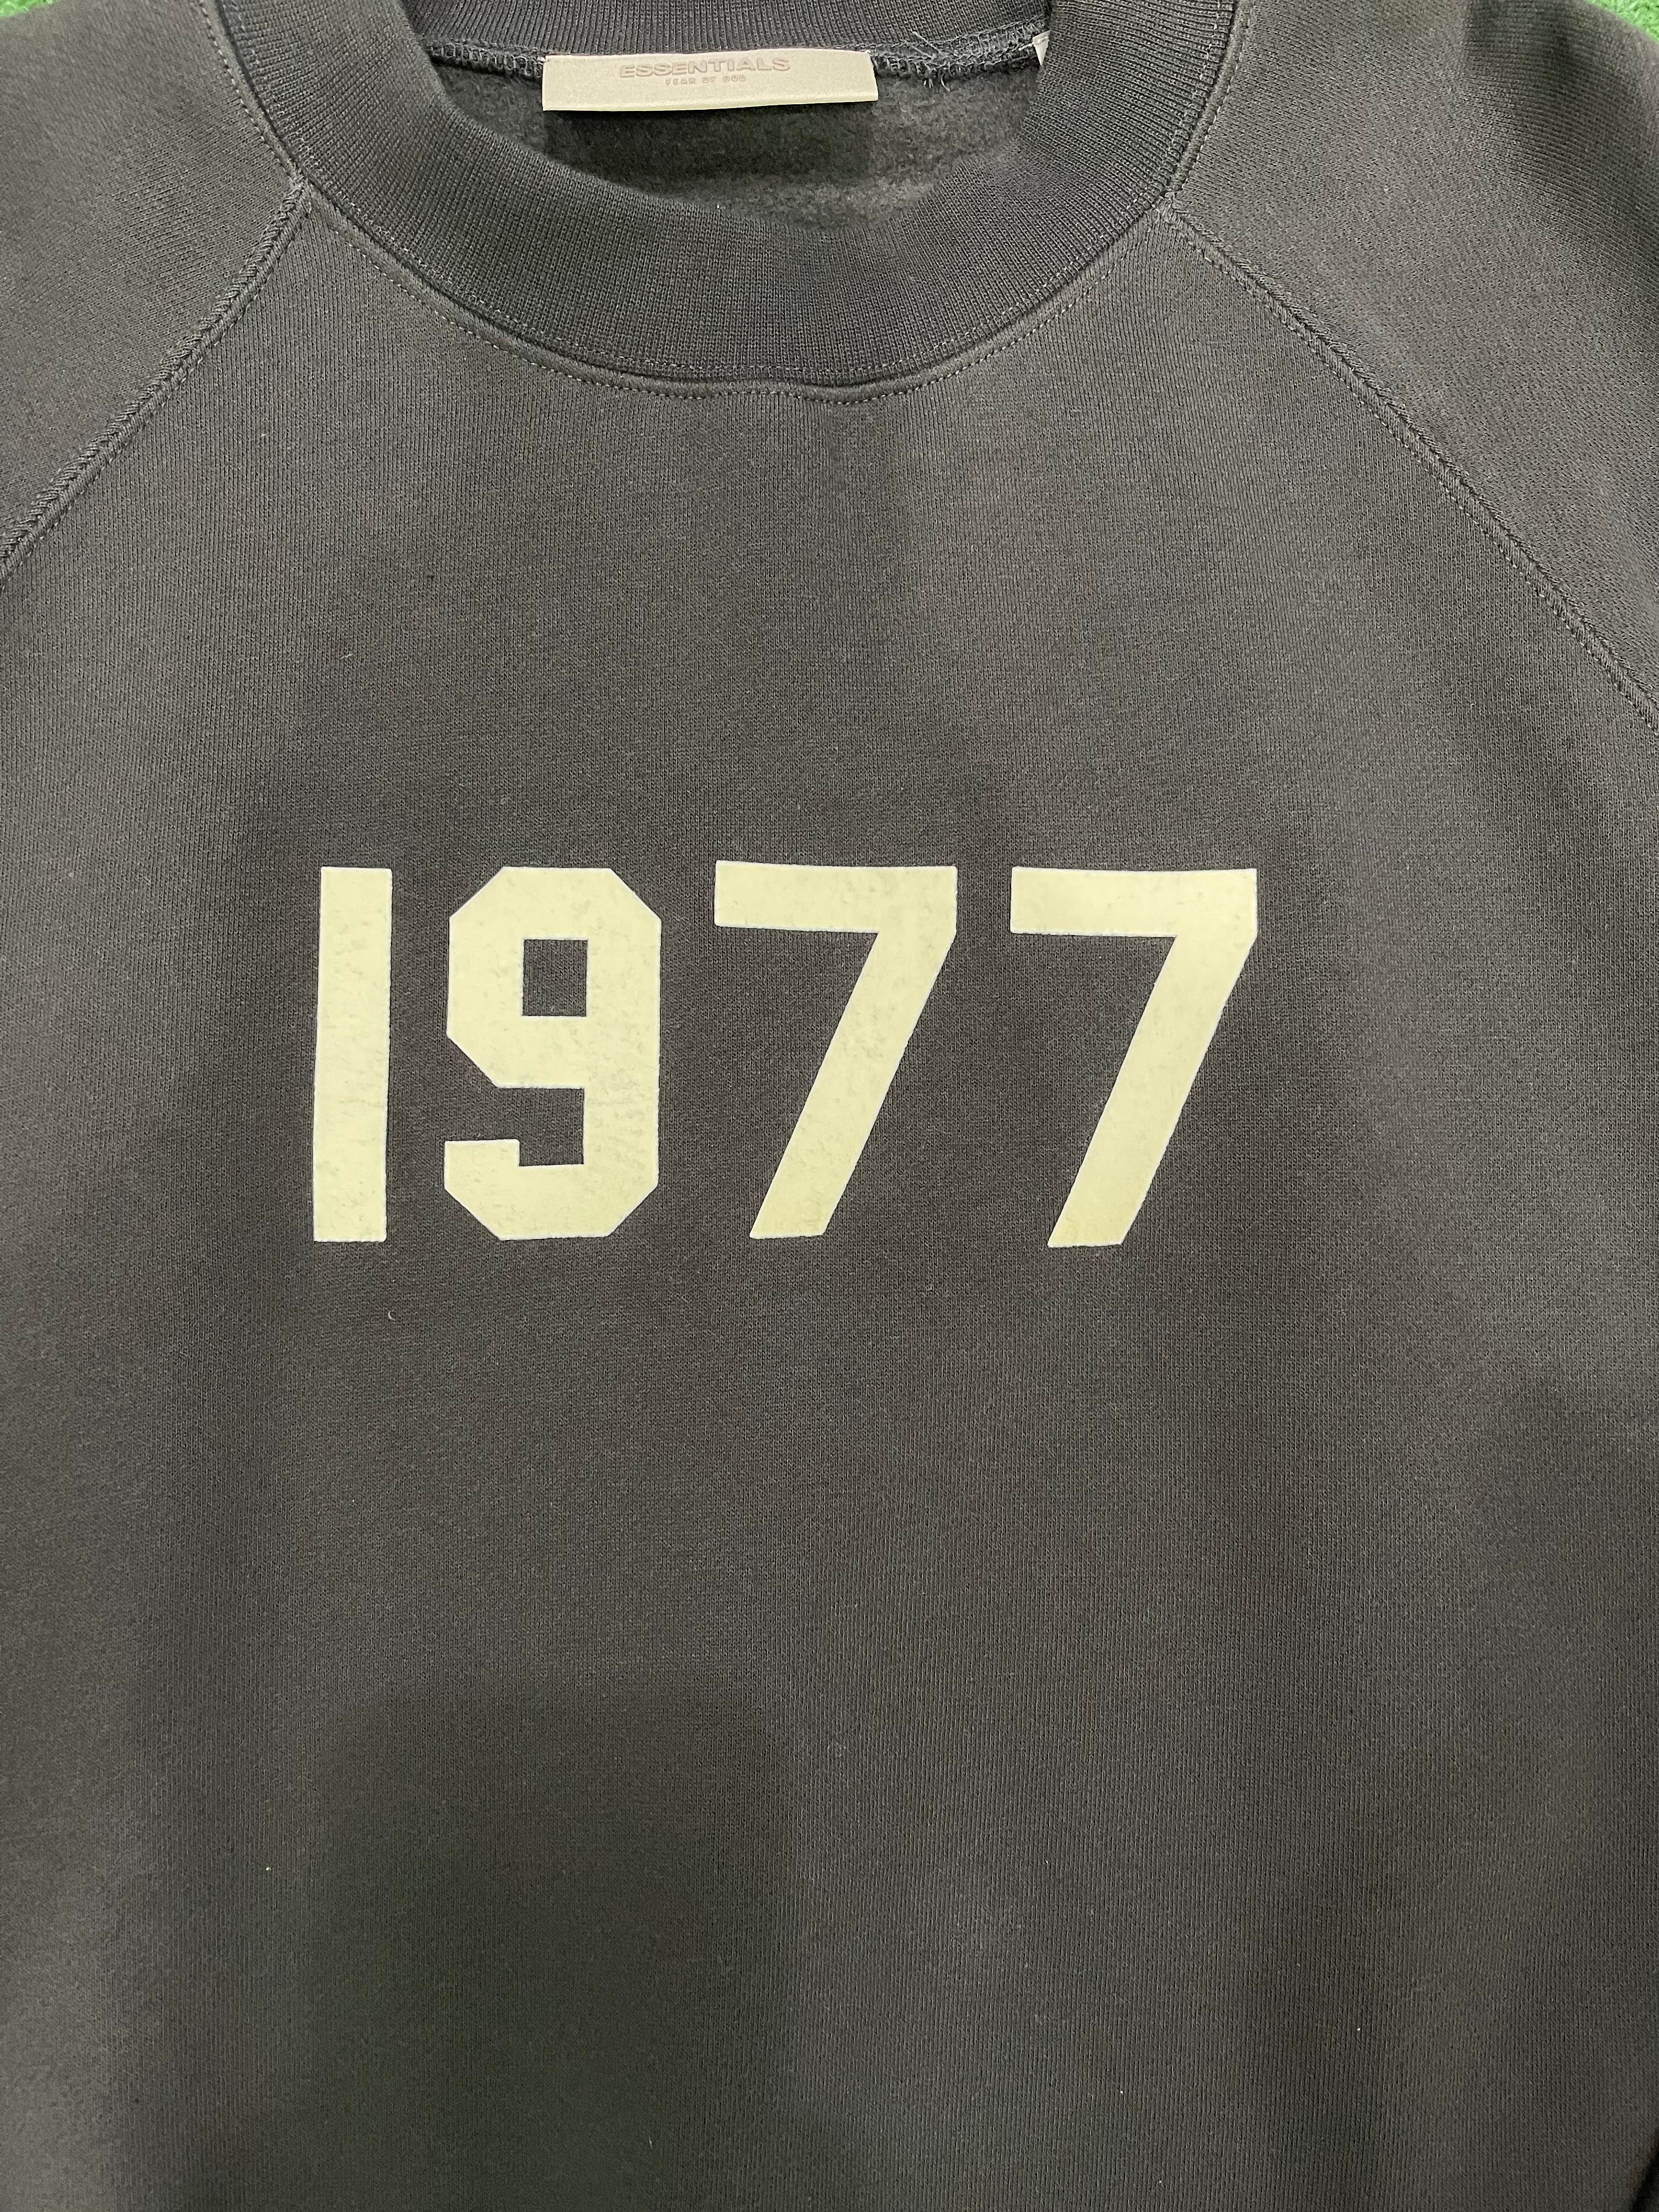 ESSENTIALS
FEAR OF GOD
1977